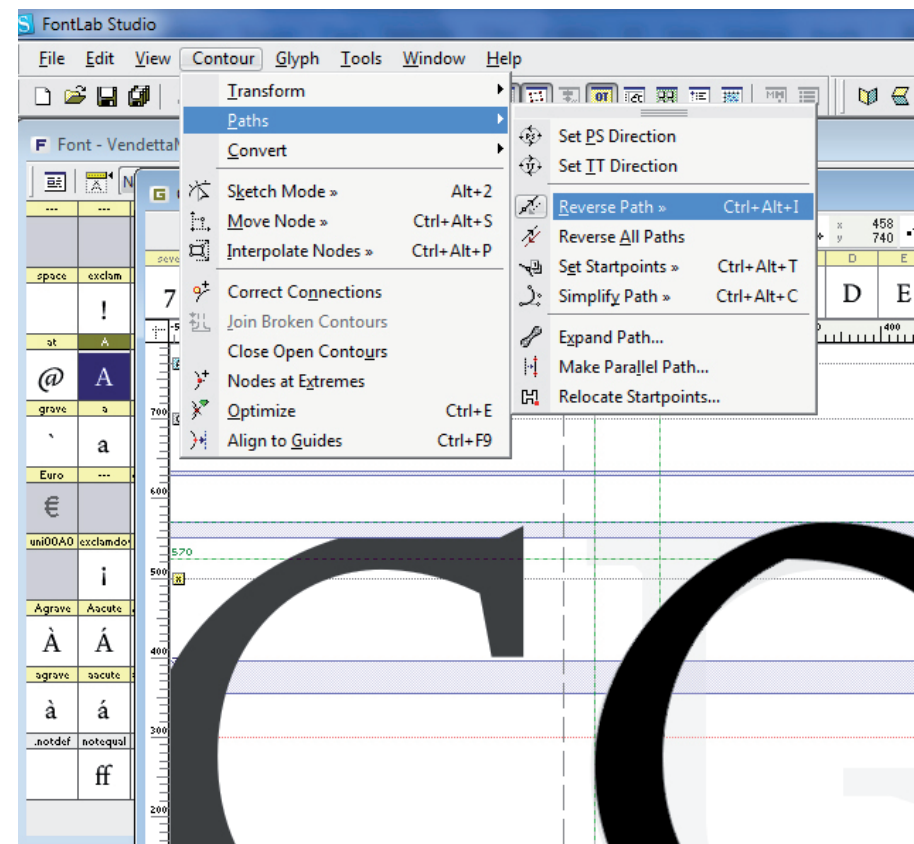 FontLab Studio
File Edit View Contour Glyph Tools Window Help
Transform
Paths
Convert
Sketch Mode » Alt+2
Move Node » Ctrl+Alt+S
Interpolate Nodes » Ctrl+Alt+P
Correct Connections
Join Broken Contours
Close Open Contours
Nodes at Extremes
Optimize Ctrl+E
Align to Guides Ctrl+F9
Set PS Direction
Set TT Direction
Reverse Path » Ctrl+Alt+I
Reverse All Paths
Set Startpoints » Ctrl+Alt+T
Simplify Path » Ctrl+Alt+C
Expand Path...
Make Parallel Path...
Relocate Startpoints...
OT
MM
x 458
y 740
F Font - Vendetta
G
N
--- ---
space exclam
!
at A
@ A
grave a
` a
Euro ---
€
uni00A0 exclamdo
¡
Agrave Aacute
À Á
agrave aacute
à á
.notdef notequal
ff
seve
7
D E
D E
400
700
600
570
500
x
400
300
200